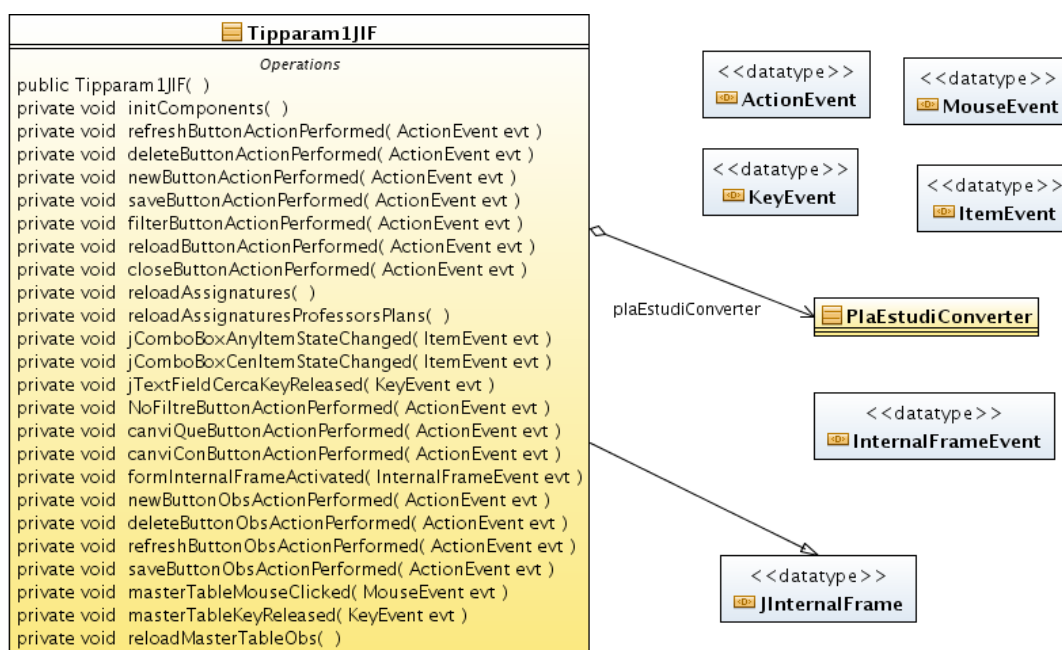 Tipparam1JIF
Operations
public Tipparam1JIF( )
private void initComponents( )
private void refreshButtonActionPerformed( ActionEvent evt )
private void deleteButtonActionPerformed( ActionEvent evt )
private void newButtonActionPerformed( ActionEvent evt )
private void saveButtonActionPerformed( ActionEvent evt )
private void filterButtonActionPerformed( ActionEvent evt )
private void reloadButtonActionPerformed( ActionEvent evt )
private void closeButtonActionPerformed( ActionEvent evt )
private void reloadAssignatures( )
private void reloadAssignaturesProfessorsPlans( )
private void jComboBoxAnyItemStateChanged( ItemEvent evt )
private void jComboBoxCenItemStateChanged( ItemEvent evt )
private void jTextFieldCercaKeyReleased( KeyEvent evt )
private void NoFiltreButtonActionPerformed( ActionEvent evt )
private void canviQueButtonActionPerformed( ActionEvent evt )
private void canviConButtonActionPerformed( ActionEvent evt )
private void formInternalFrameActivated( InternalFrameEvent evt )
private void newButtonObsActionPerformed( ActionEvent evt )
private void deleteButtonObsActionPerformed( ActionEvent evt )
private void refreshButtonObsActionPerformed( ActionEvent evt )
private void saveButtonObsActionPerformed( ActionEvent evt )
private void masterTableMouseClicked( MouseEvent evt )
private void masterTableKeyReleased( KeyEvent evt )
private void reloadMasterTableObs( )
<<datatype>>
<D> ActionEvent
<<datatype>>
<D> MouseEvent
<<datatype>>
<D> KeyEvent
<<datatype>>
<D> ItemEvent
plaEstudiConverter
PlaEstudiConverter
<<datatype>>
<D> InternalFrameEvent
<<datatype>>
<D> JInternalFrame